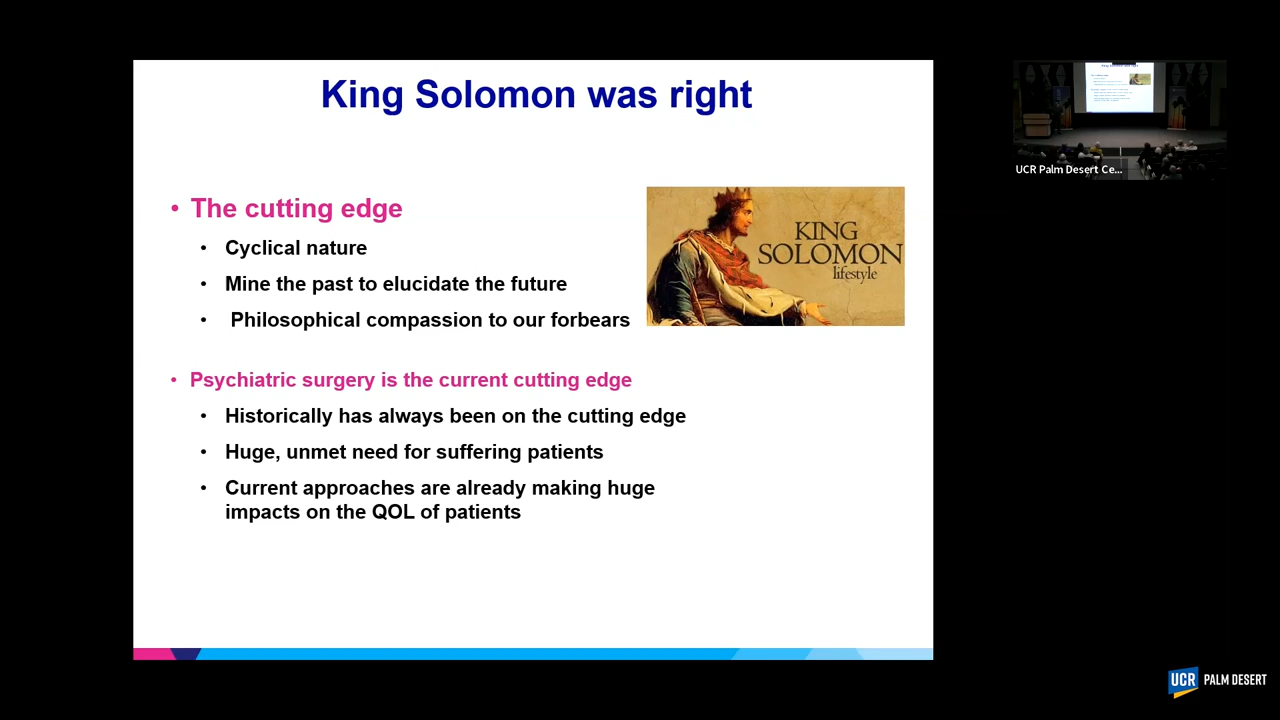 King Solomon was right
• The cutting edge
• Cyclical nature
• Mine the past to elucidate the future
• Philosophical compassion to our forbears
KING
SOLOMON
lifestyle
• Psychiatric surgery is the current cutting edge
• Historically has always been on the cutting edge
• Huge, unmet need for suffering patients
• Current approaches are already making huge
impacts on the QOL of patients
UCR Palm Desert Ce...
UCR PALM DESERT